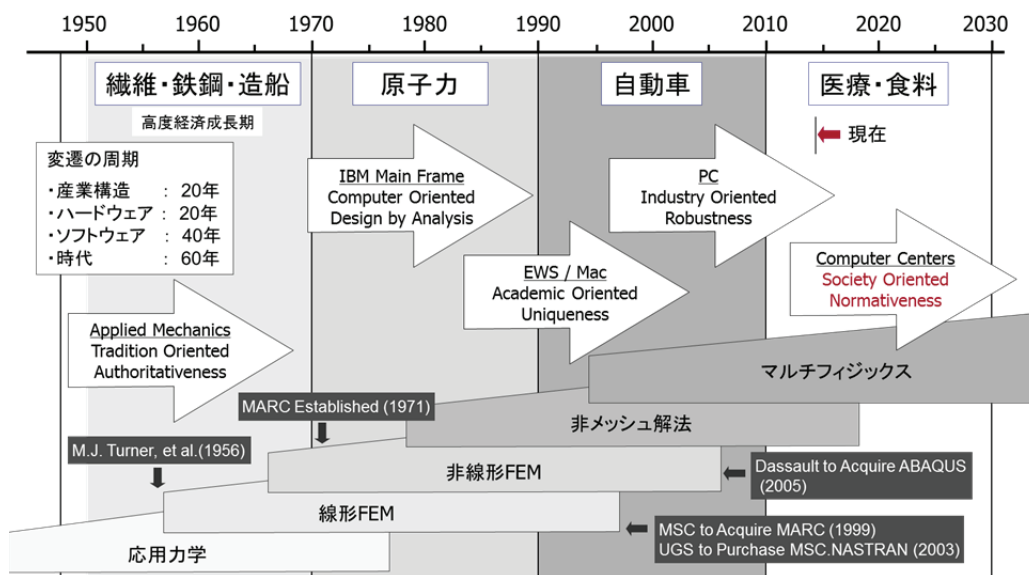 1950 1960 1970 1980 1990 2000 2010 2020 2030
繊維・鉄鋼・造船
原子力
自動車
医療・食料
高度経済成長期
現在
変遷の周期
・産業構造 : 20年
・ハードウェア : 20年
・ソフトウェア : 40年
・時代 : 60年
IBM Main Frame
Computer Oriented
Design by Analysis
PC
Industry Oriented
Robustness
EWS / Mac
Academic Oriented
Uniqueness
Computer Centers
Society Oriented
Normativeness
Applied Mechanics
Tradition Oriented
Authoritativeness
マルチフィジックス
MARC Established (1971)
非メッシュ解法
M.J. Turner, et al.(1956)
非線形FEM
Dassault to Acquire ABAQUS
(2005)
線形FEM
MSC to Acquire MARC (1999)
UGS to Purchase MSC.NASTRAN (2003)
応用力学